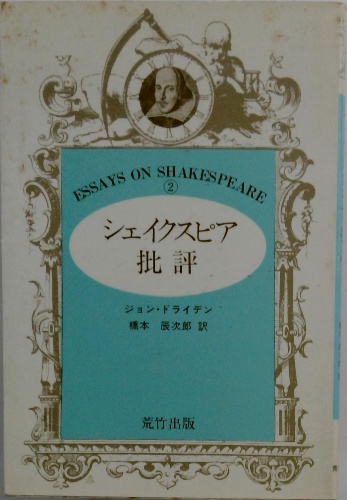 ESSAYS ON SHAKESPEARE
②
シェイクスピア
批評
ジョン・ドライデン
橋本 辰次郎 訳
荒竹出版